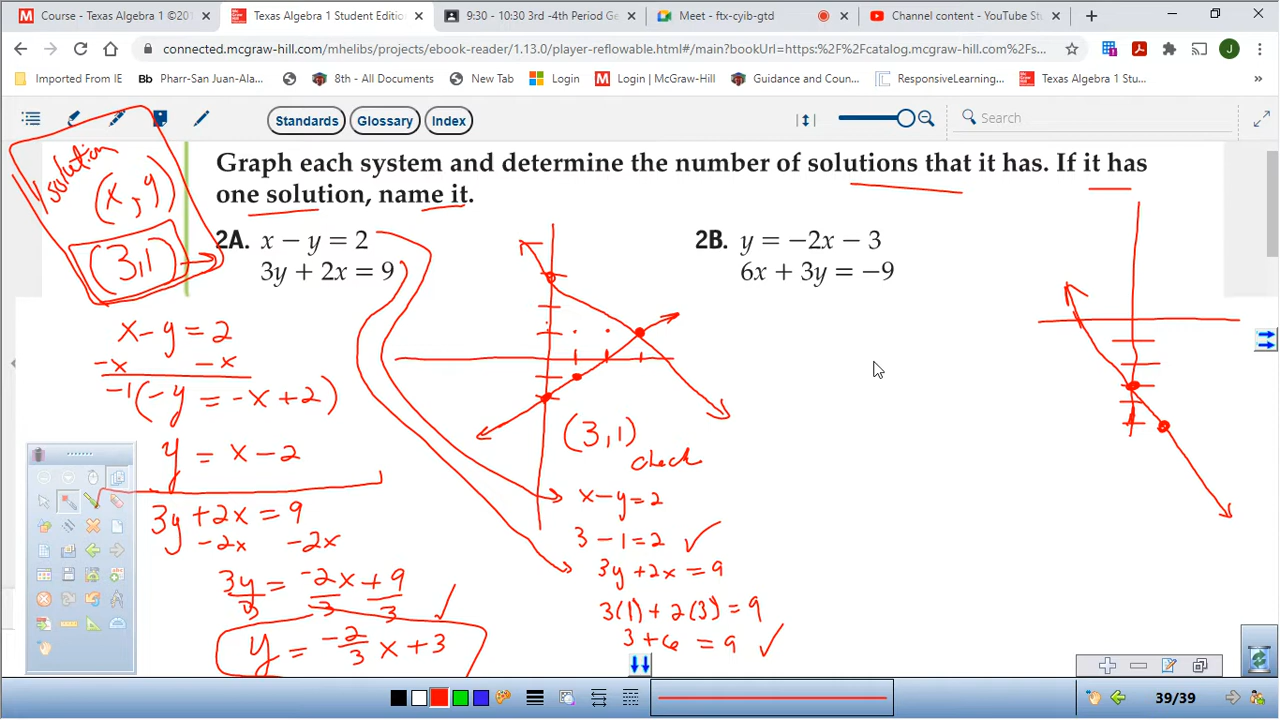 Course - Texas Algebra 1 ©201
Texas Algebra 1 Student Edition
9:30 - 10:30 3rd -4th Period Ge
Meet - ftx-cyib-gtd
Channel content - YouTube St
connected.mcgraw-hill.com/mhelibs/projects/ebook-reader/1.13.0/player-reflowable.html#/main?bookUrl=https:%2F%2Fcatalog.mcgraw-hill.com%2Fs...
J
Imported From IE
Bb Pharr-San Juan-Ala...
8th - All Documents
New Tab
Login
M Login | McGraw-Hill
Guidance and Coun...
ResponsiveLearning...
Texas Algebra 1 Stu...
Standards
Glossary
Index
Search
Graph each system and determine the number of solutions that it has. If it has
one solution, name it.
2A. x − y = 2
3y + 2x = 9
2B. y = −2x − 3
6x + 3y = −9
solution
(x, y)
(3,1)
x-y=2
-x -x
-1(-y = -x+2)
y = x-2
3y+2x=9
-2x -2x
3y = -2x+9
3 3 3
y = -2/3 x+3
(3,1)
check
x-y=2
3-1=2 ✓
3y+2x=9
3(1)+2(3)=9
3+6=9 ✓
39/39